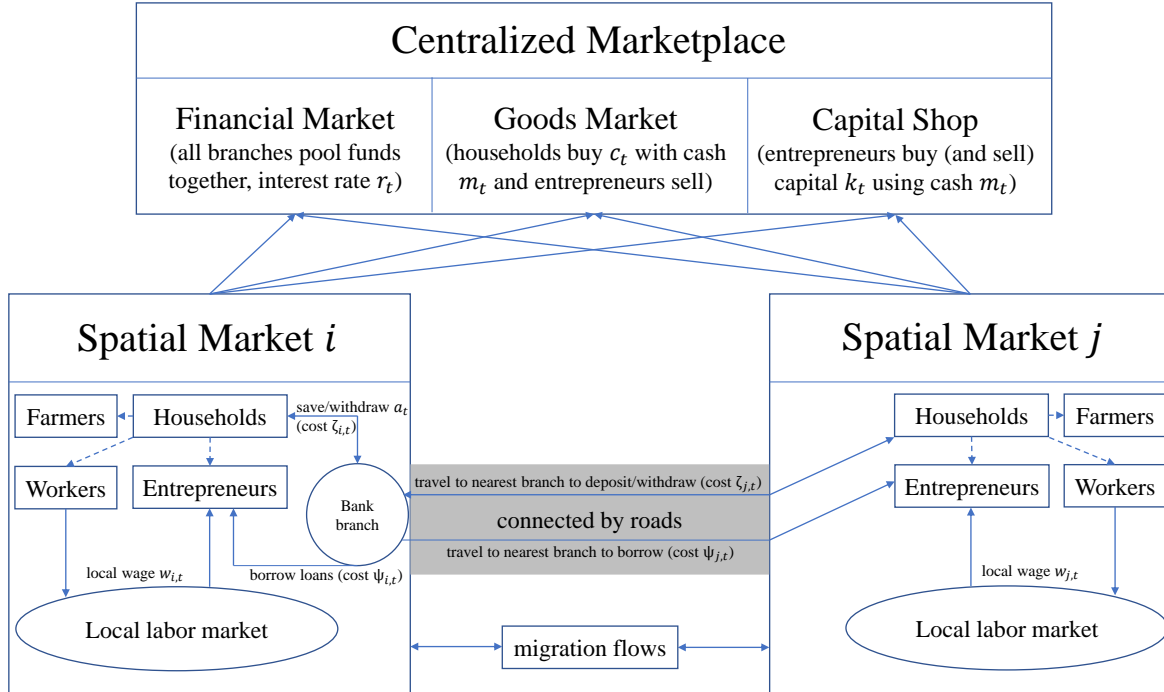 Centralized Marketplace
Financial Market
(all branches pool funds
together, interest rate r_t)
Goods Market
(households buy c_t with cash
m_t and entrepreneurs sell)
Capital Shop
(entrepreneurs buy (and sell)
capital k_t using cash m_t)
Spatial Market i
Farmers
Households
save/withdraw a_t
(cost ζ_{i,t})
Workers
Entrepreneurs
Bank
branch
borrow loans (cost ψ_{i,t})
local wage w_{i,t}
Local labor market
travel to nearest branch to deposit/withdraw (cost ζ_{j,t})
connected by roads
travel to nearest branch to borrow (cost ψ_{j,t})
migration flows
Spatial Market j
Households
Farmers
Entrepreneurs
Workers
local wage w_{j,t}
Local labor market